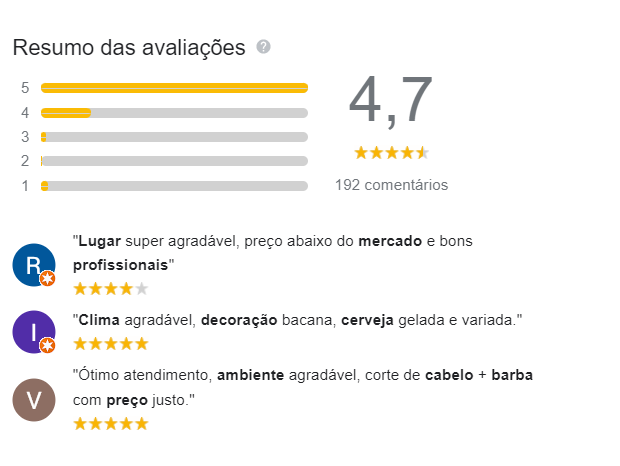 Resumo das avaliações ?
5
4
3
2
1
4,7
192 comentários
R
"Lugar super agradável, preço abaixo do mercado e bons
profissionais"
I
"Clima agradável, decoração bacana, cerveja gelada e variada."
V
"Ótimo atendimento, ambiente agradável, corte de cabelo + barba
com preço justo."